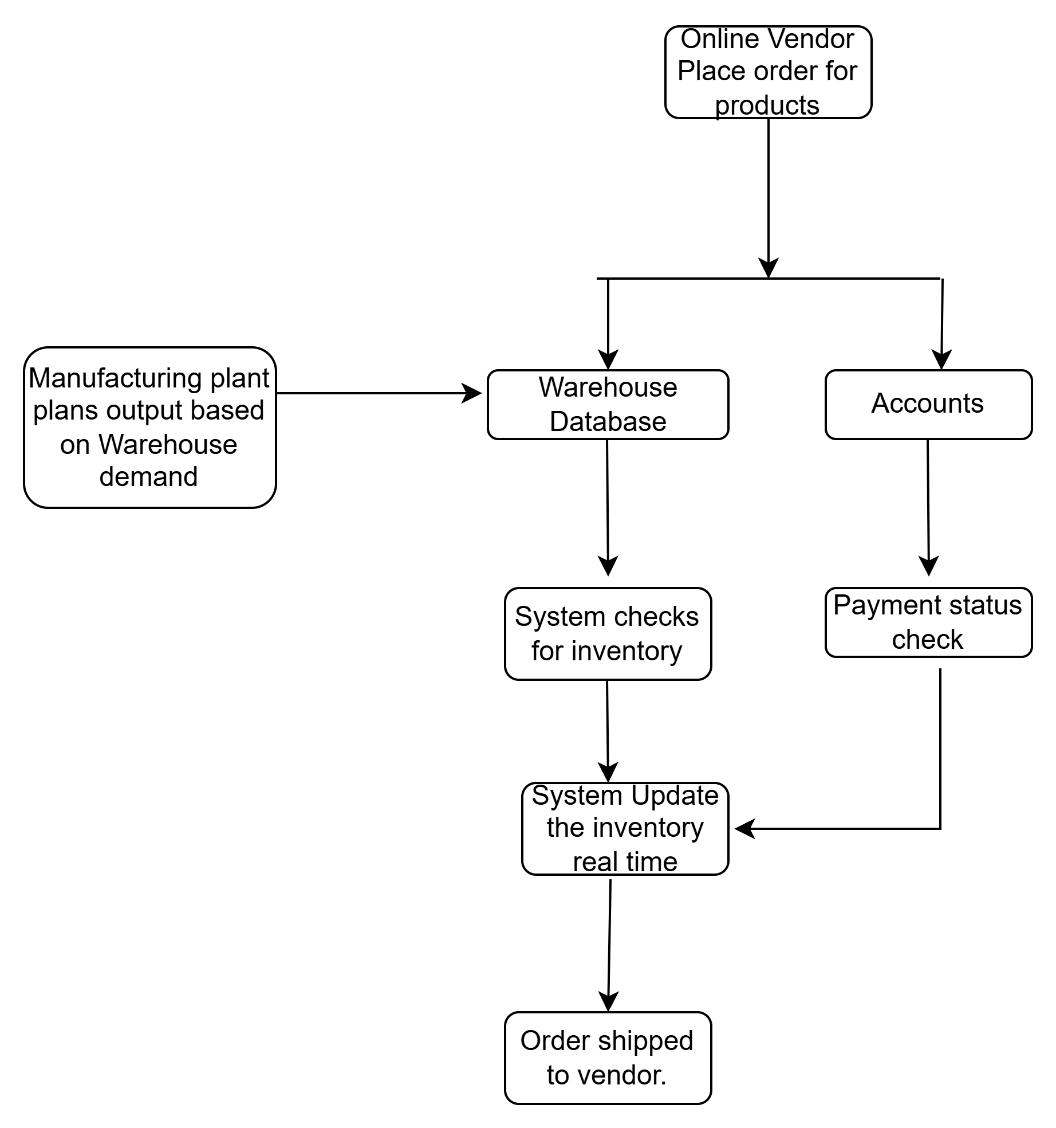 Online Vendor
Place order for
products
Manufacturing plant
plans output based
on Warehouse
demand
Warehouse
Database
Accounts
System checks
for inventory
Payment status
check
System Update
the inventory
real time
Order shipped
to vendor.